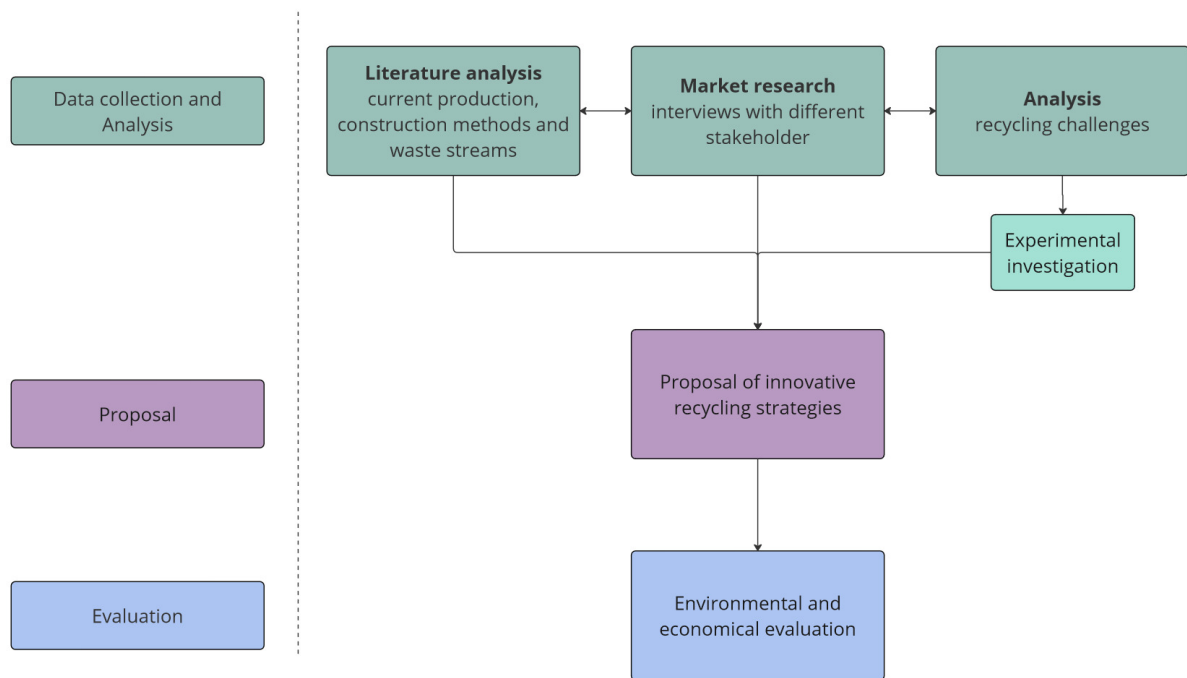 Data collection and
Analysis
Literature analysis
current production,
construction methods and
waste streams
Market research
interviews with different
stakeholder
Analysis
recycling challenges
Experimental
investigation
Proposal
Proposal of innovative
recycling strategies
Evaluation
Environmental and
economical evaluation